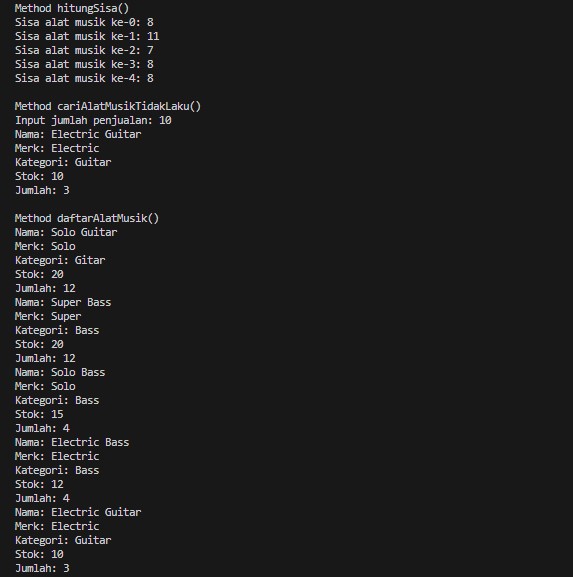 Method hitungSisa()
Sisa alat musik ke-0: 8
Sisa alat musik ke-1: 11
Sisa alat musik ke-2: 7
Sisa alat musik ke-3: 8
Sisa alat musik ke-4: 8
Method cariAlatMusikTidakLaku()
Input jumlah penjualan: 10
Nama: Electric Guitar
Merk: Electric
Kategori: Guitar
Stok: 10
Jumlah: 3
Method daftarAlatMusik()
Nama: Solo Guitar
Merk: Solo
Kategori: Gitar
Stok: 20
Jumlah: 12
Nama: Super Bass
Merk: Super
Kategori: Bass
Stok: 20
Jumlah: 12
Nama: Solo Bass
Merk: Solo
Kategori: Bass
Stok: 15
Jumlah: 4
Nama: Electric Bass
Merk: Electric
Kategori: Bass
Stok: 12
Jumlah: 4
Nama: Electric Guitar
Merk: Electric
Kategori: Guitar
Stok: 10
Jumlah: 3